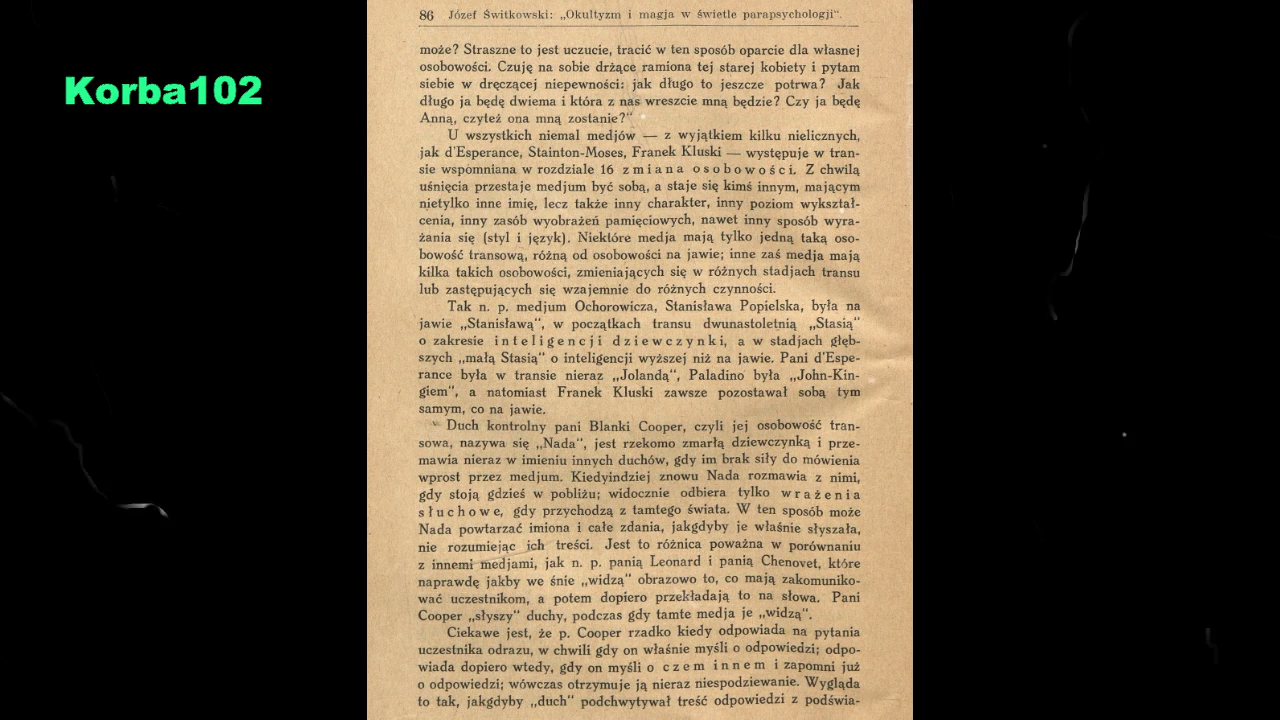 Korba102
86 Józef Świtkowski: „Okultyzm i magja w świetle parapsychologji“.
może? Straszne to jest uczucie, tracić w ten sposób oparcie dla własnej
osobowości. Czuję na sobie drżące ramiona tej starej kobiety i pytam
siebie w dręczącej niepewności: jak długo to jeszcze potrwa? Jak
długo ja będę dwiema i która z nas wreszcie mną będzie? Czy ja będę
Anną, czyteż ona mną zostanie?“
U wszystkich niemal medjów — z wyjątkiem kilku nielicznych,
jak d'Esperance, Stainton-Moses, Franek Kluski — występuje w tran-
sie wspomniana w rozdziale 16 zmiana osobowości. Z chwilą
uśnięcia przestaje medjum być sobą, a staje się kimś innym, mającym
nietylko inne imię, lecz także inny charakter, inny poziom wykształ-
cenia, inny zasób wyobrażeń pamięciowych, nawet inny sposób wyra-
żania się (styl i język). Niektóre medja mają tylko jedną taką oso-
bowość transową, różną od osobowości na jawie; inne zaś medja mają
kilka takich osobowości, zmieniających się w różnych stadjach transu
lub zastępujących się wzajemnie do różnych czynności.
Tak n. p. medjum Ochorowicza, Stanisława Popielska, była na
jawie „Stanisławą“, w początkach transu dwunastoletnią „Stasią“
o zakresie inteligencji dziewczynki, a w stadjach głęb-
szych „małą Stasią“ o inteligencji wyższej niż na jawie. Pani d'Espe-
rance była w transie nieraz „Jolandą“, Paladino była „John-Kin-
giem“, a natomiast Franek Kluski zawsze pozostawał sobą tym
samym, co na jawie.
Duch kontrolny pani Blanki Cooper, czyli jej osobowość tran-
sowa, nazywa się „Nada“, jest rzekomo zmarłą dziewczynką i prze-
mawia nieraz w imieniu innych duchów, gdy im brak siły do mówienia
wprost przez medjum. Kiedyindziej znowu Nada rozmawia z nimi,
gdy stoją gdzieś w pobliżu; widocznie odbiera tylko wrażenia
słuchowe, gdy przychodzą z tamtego świata. W ten sposób może
Nada powtarzać imiona i całe zdania, jakgdyby je właśnie słyszała,
nie rozumiejąc ich treści. Jest to różnica poważna w porównaniu
z innemi medjami, jak n. p. panią Leonard i panią Chenovet, które
naprawdę jakby we śnie „widzą“ obrazowo to, co mają zakomuniko-
wać uczestnikom, a potem dopiero przekładają to na słowa. Pani
Cooper „słyszy“ duchy, podczas gdy tamte medja je „widzą“.
Ciekawe jest, że p. Cooper rzadko kiedy odpowiada na pytania
uczestnika odrazu, w chwili gdy on właśnie myśli o odpowiedzi; odpo-
wiada dopiero wtedy, gdy on myśli o czem innem i zapomni już
o odpowiedzi; wówczas otrzymuje ją nieraz niespodziewanie. Wygląda
to tak, jakgdyby „duch“ podchwytywał treść odpowiedzi z podświa-